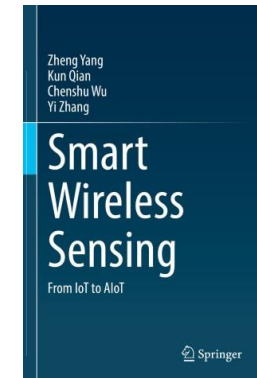 Zheng Yang
Kun Qian
Chenshu Wu
Yi Zhang
Smart
Wireless
Sensing
From IoT to AIoT
Springer